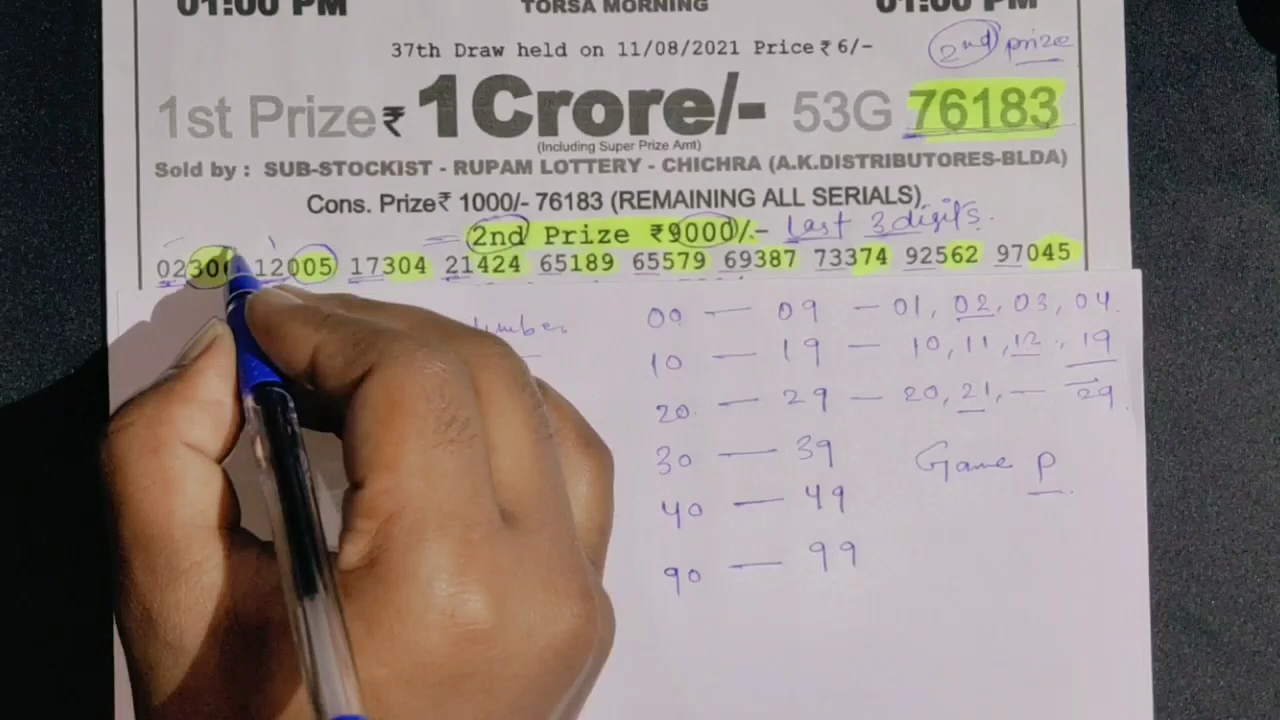 01:00 PM TORSA MORNING 01:00 PM
37th Draw held on 11/08/2021 Price ₹ 6/-
2nd prize
1st Prize ₹ 1Crore/- 53G 76183
(Including Super Prize Amt)
Sold by : SUB-STOCKIST - RUPAM LOTTERY - CHICHRA (A.K.DISTRIBUTORES-BLDA)
Cons. Prize ₹ 1000/- 76183 (REMAINING ALL SERIALS)
2nd Prize ₹9000/- Last 3 digits.
12005 17304 21424 65189 65579 69387 73374 92562 97045
00 — 09 — 01, 02, 03, 04
10 — 19 — 10, 11, 12, 19
20 — 29 — 20, 21, — 29
30 — 39
Game P
40 — 49
90 — 99